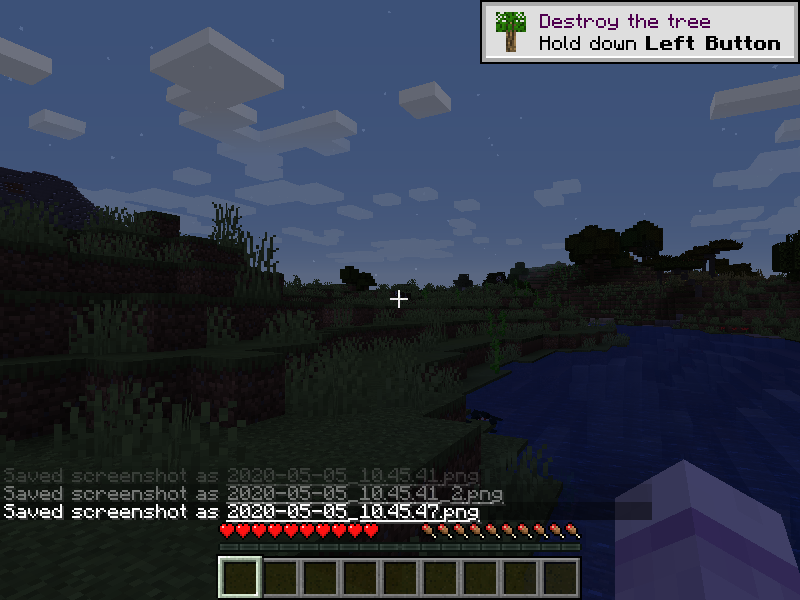 Destroy the tree
Hold down Left Button
Saved screenshot as 2020-05-05_10.45.41.png
Saved screenshot as 2020-05-05_10.45.41_2.png
Saved screenshot as 2020-05-05_10.45.47.png